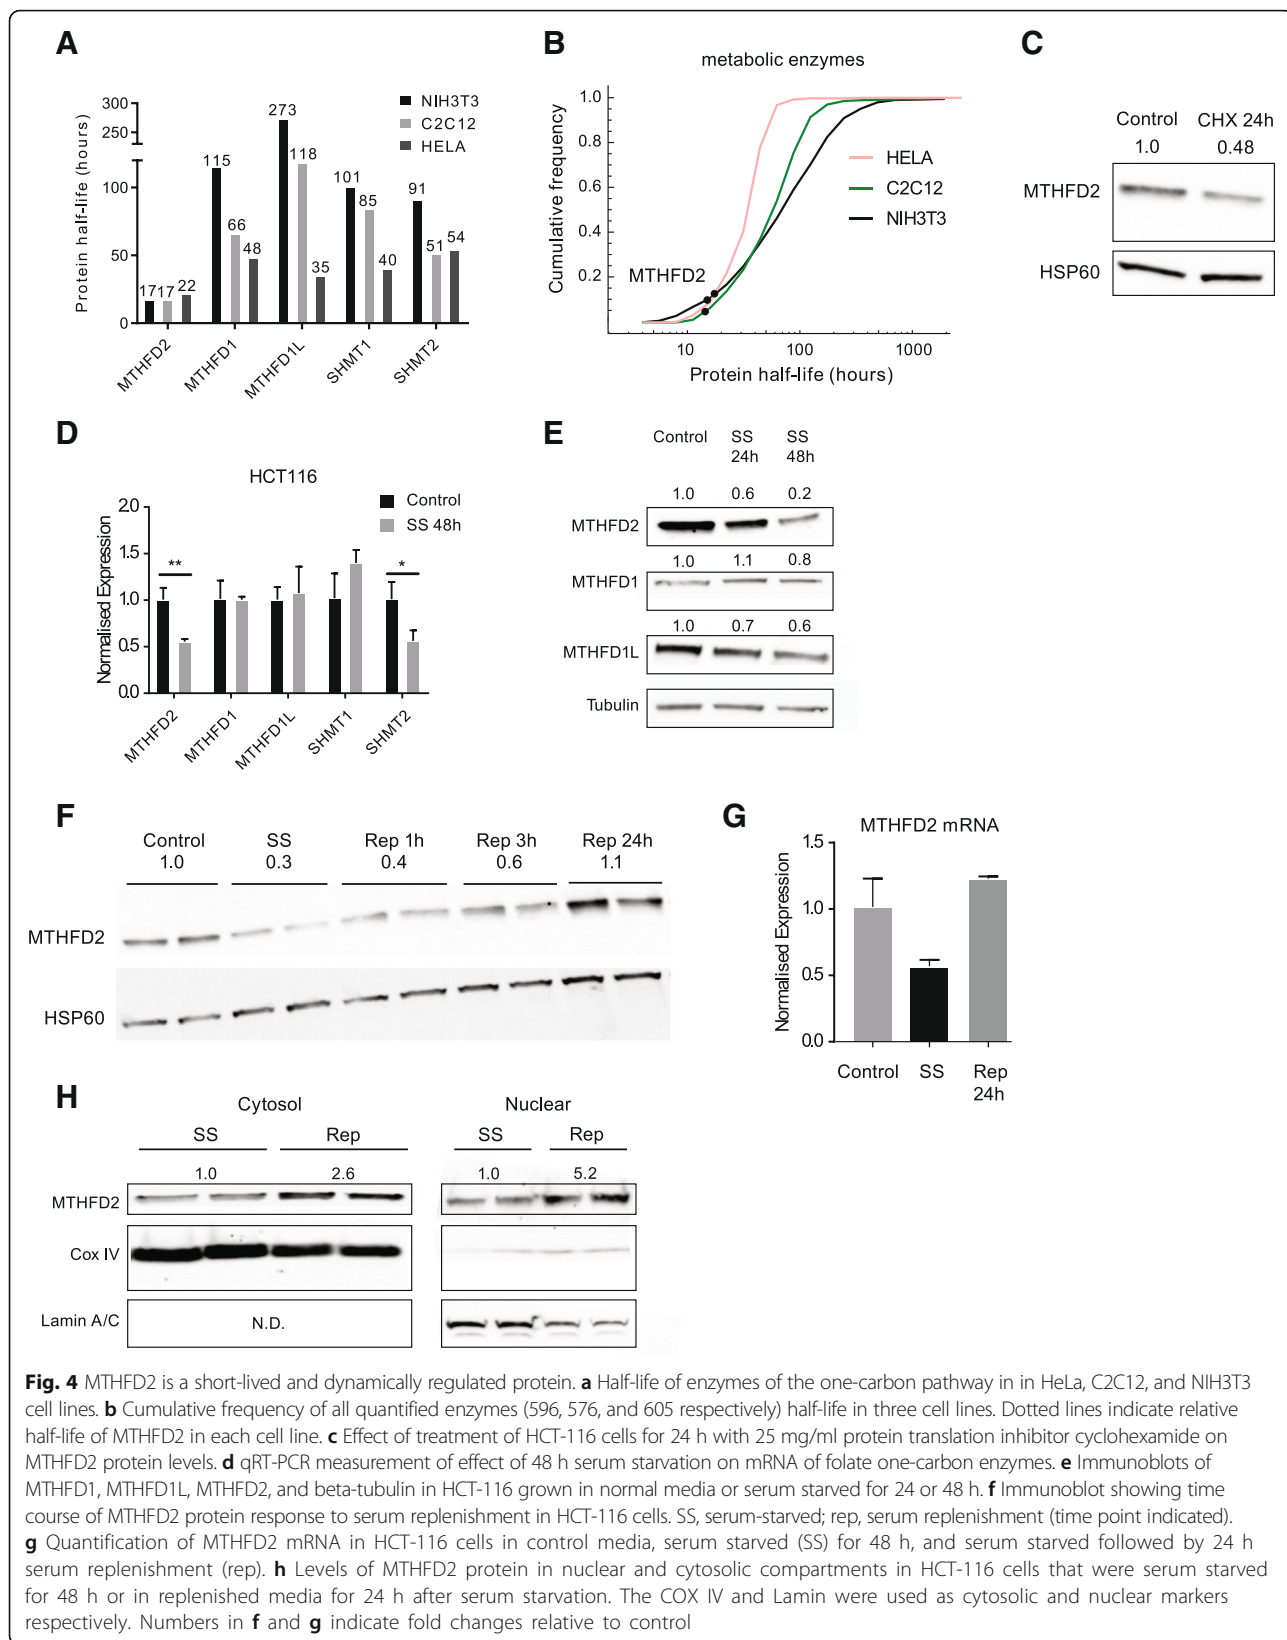 A
Protein half-life (hours)
300
250
100
50
0
NIH3T3
C2C12
HELA
17
17
22
115
66
48
273
118
35
101
85
40
91
51
54
MTHFD2
MTHFD1
MTHFD1L
SHMT1
SHMT2
B
metabolic enzymes
Cumulative frequency
1.0
0.8
0.6
0.4
0.2
HELA
C2C12
NIH3T3
MTHFD2
10
100
1000
Protein half-life (hours)
C
Control CHX 24h
1.0 0.48
MTHFD2
HSP60
D
HCT116
Normalised Expression
2.0
1.5
1.0
0.5
0.0
Control
SS 48h
**
*
MTHFD2
MTHFD1
MTHFD1L
SHMT1
SHMT2
E
Control SS SS
24h 48h
1.0 0.6 0.2
MTHFD2
1.0 1.1 0.8
MTHFD1
1.0 0.7 0.6
MTHFD1L
Tubulin
F
Control SS Rep 1h Rep 3h Rep 24h
1.0 0.3 0.4 0.6 1.1
MTHFD2
HSP60
G
MTHFD2 mRNA
Normalised Expression
1.5
1.0
0.5
0.0
Control SS Rep
24h
H
Cytosol Nuclear
SS Rep SS Rep
1.0 2.6 1.0 5.2
MTHFD2
Cox IV
Lamin A/C
N.D.
Fig. 4 MTHFD2 is a short-lived and dynamically regulated protein. a Half-life of enzymes of the one-carbon pathway in in HeLa, C2C12, and NIH3T3
cell lines. b Cumulative frequency of all quantified enzymes (596, 576, and 605 respectively) half-life in three cell lines. Dotted lines indicate relative
half-life of MTHFD2 in each cell line. c Effect of treatment of HCT-116 cells for 24 h with 25 mg/ml protein translation inhibitor cyclohexamide on
MTHFD2 protein levels. d qRT-PCR measurement of effect of 48 h serum starvation on mRNA of folate one-carbon enzymes. e Immunoblots of
MTHFD1, MTHFD1L, MTHFD2, and beta-tubulin in HCT-116 grown in normal media or serum starved for 24 or 48 h. f Immunoblot showing time
course of MTHFD2 protein response to serum replenishment in HCT-116 cells. SS, serum-starved; rep, serum replenishment (time point indicated).
g Quantification of MTHFD2 mRNA in HCT-116 cells in control media, serum starved (SS) for 48 h, and serum starved followed by 24 h
serum replenishment (rep). h Levels of MTHFD2 protein in nuclear and cytosolic compartments in HCT-116 cells that were serum starved
for 48 h or in replenished media for 24 h after serum starvation. The COX IV and Lamin were used as cytosolic and nuclear markers
respectively. Numbers in f and g indicate fold changes relative to control